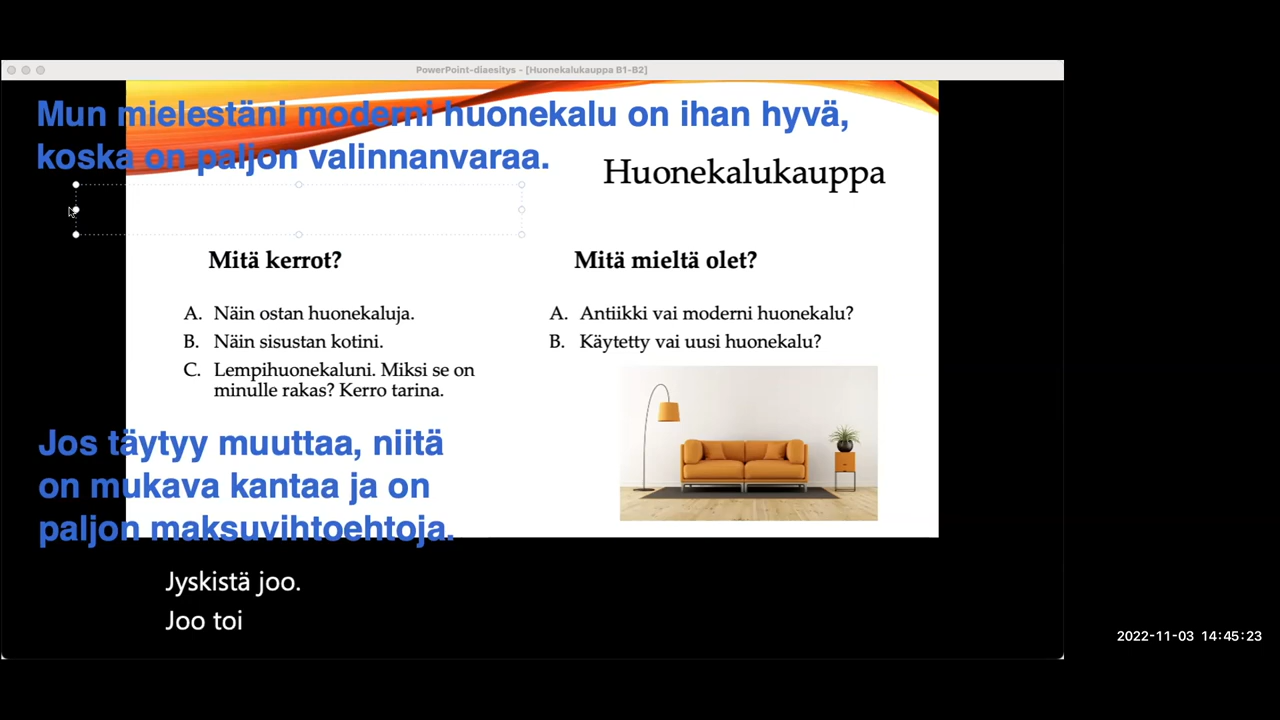 PowerPoint-diaesitys - [Huonekalukauppa B1-B2]
Mun mielestäni moderni huonekalu on ihan hyvä,
koska on paljon valinnanvaraa.
Huonekalukauppa
Mitä kerrot?
A. Näin ostan huonekaluja.
B. Näin sisustan kotini.
C. Lempihuonekaluni. Miksi se on
minulle rakas? Kerro tarina.
Mitä mieltä olet?
A. Antiikki vai moderni huonekalu?
B. Käytetty vai uusi huonekalu?
Jos täytyy muuttaa, niitä
on mukava kantaa ja on
paljon maksuvihtoehtoja.
Jyskistä joo.
Joo toi
2022-11-03 14:45:23